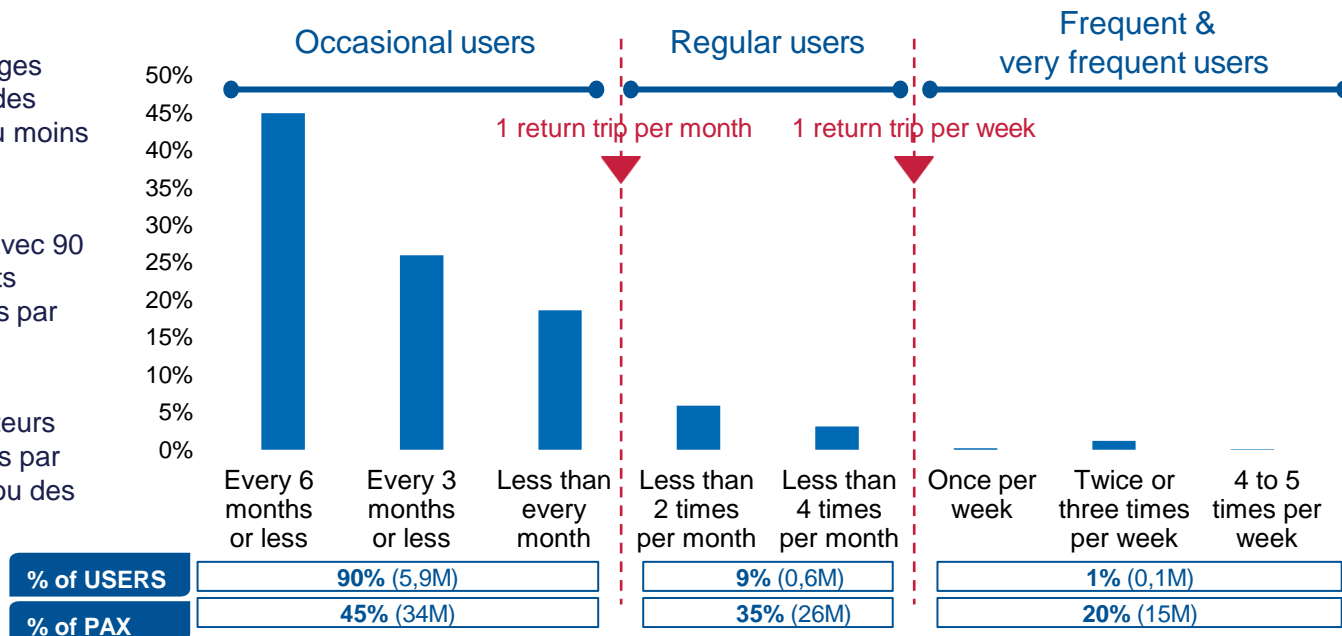 ges
des
u moins
avec 90
ts
s par
teurs
s par
ou des
Occasional users
Regular users
Frequent &
very frequent users
1 return trip per month
1 return trip per week
50%
45%
40%
35%
30%
25%
20%
15%
10%
5%
0%
Every 6
months
or less
Every 3
months
or less
Less than
every
month
Less than
2 times
per month
Less than
4 times
per month
Once per
week
Twice or
three times
per week
4 to 5
times per
week
% of USERS
90% (5,9M)
9% (0,6M)
1% (0,1M)
% of PAX
45% (34M)
35% (26M)
20% (15M)